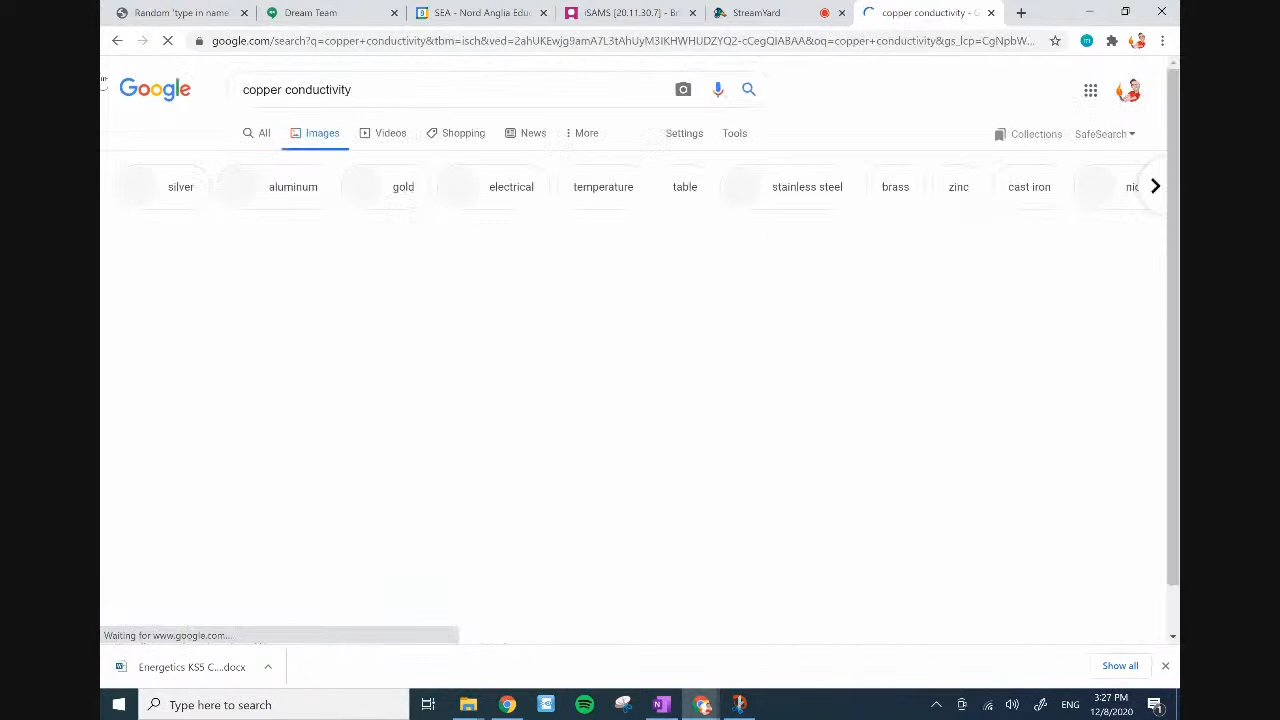 Random 'type in name'
Dream Team
SEA - Nord Anglia Edu
iSAMS [20.11.30.7] - Br
StreamYard
copper conductivity - G
google.com/search?q=copper+conductivity&tbm=isch&ved=2ahUKEwjg9amA7L3tAhUyM3IKHWHUDZYQ2-cCegQIABAA&oq=copper+conductivity&gs_lcp=CgNpbW...
Google
copper conductivity
All
Images
Videos
Shopping
News
More
Settings
Tools
Collections
SafeSearch
silver
aluminum
gold
electrical
temperature
table
stainless steel
brass
zinc
cast iron
nic
Waiting for www.google.com...
Energetics KS5 C....docx
Show all
Type here to search
ENG
3:27 PM
12/8/2020